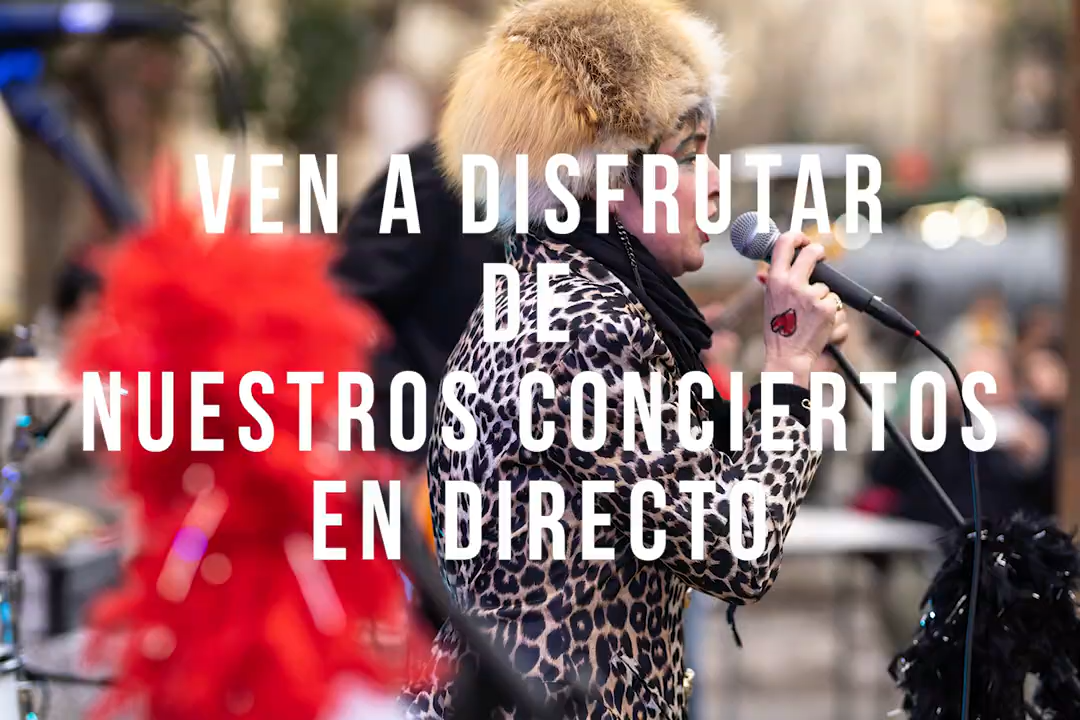 VEN A DISFRUTAR
DE
NUESTROS CONCIERTOS
EN DIRECTO